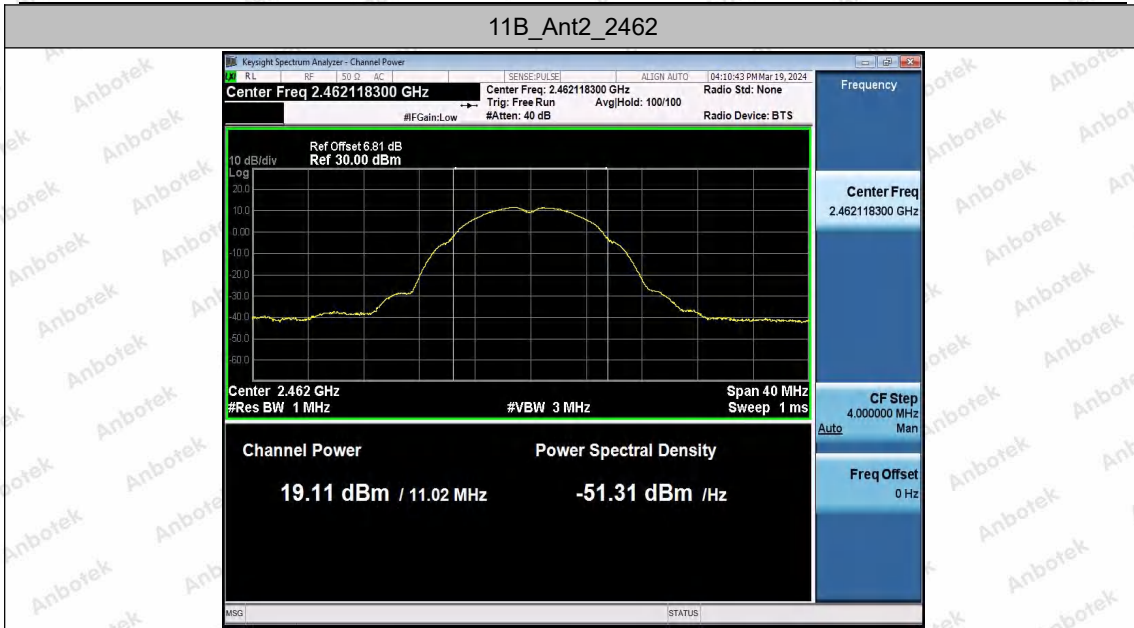 11B_Ant2_2462
Keysight Spectrum Analyzer - Channel Power
RL RF 50 Ω AC SENSE:PULSE ALIGN AUTO 04:10:43 PM Mar 19, 2024
Center Freq 2.462118300 GHz
Center Freq: 2.462118300 GHz
Radio Std: None
Trig: Free Run Avg|Hold: 100/100
#IFGain:Low
#Atten: 40 dB
Radio Device: BTS
Ref Offset 6.81 dB
10 dB/div Ref 30.00 dBm
Log
20.0
10.0
0.00
-10.0
-20.0
-30.0
-40.0
-50.0
-60.0
Center 2.462 GHz Span 40 MHz
#Res BW 1 MHz #VBW 3 MHz Sweep 1 ms
Channel Power Power Spectral Density
19.11 dBm / 11.02 MHz -51.31 dBm /Hz
Frequency
Center Freq
2.462118300 GHz
CF Step
4.000000 MHz
Auto Man
Freq Offset
0 Hz
MSG STATUS
Anbotek